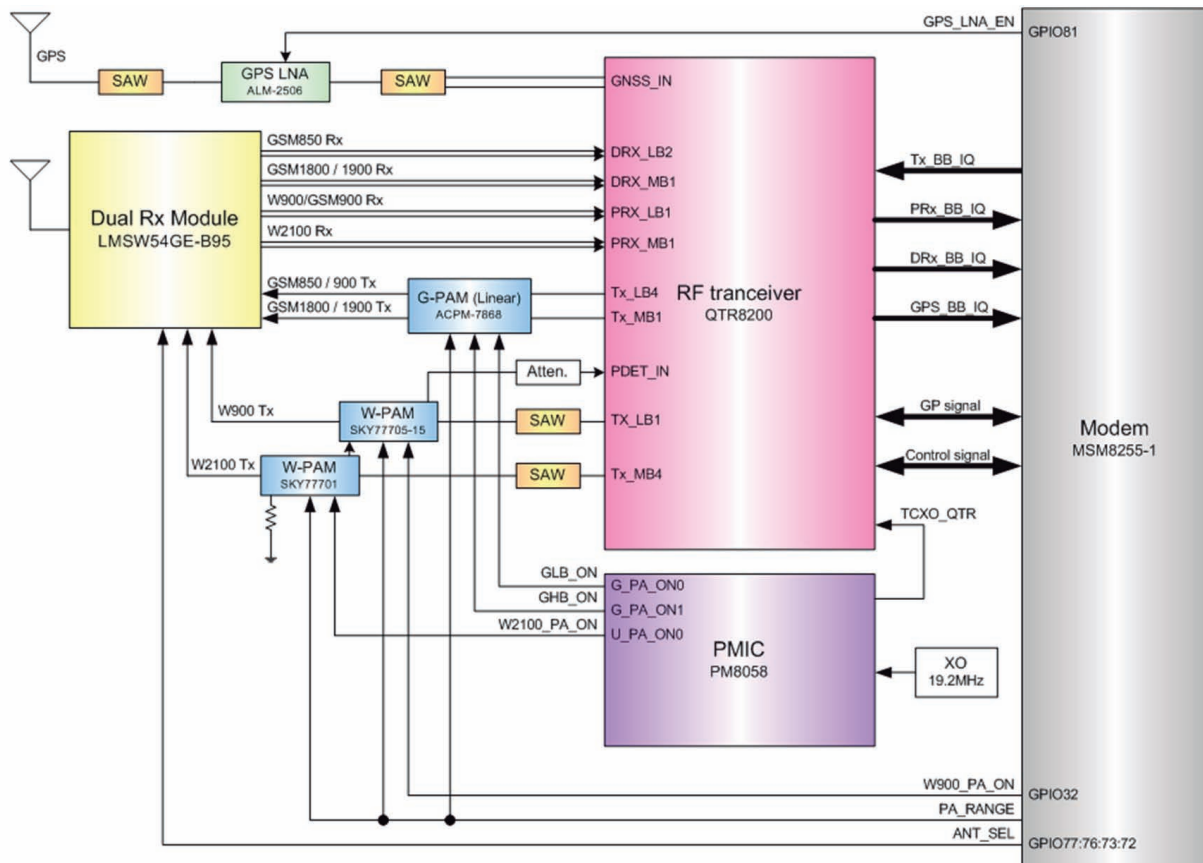 GPS_LNA_EN
GPIO81
GPS
SAW
GPS LNA
ALM-2506
SAW
GNSS_IN
GSM850 Rx
DRX_LB2
GSM1800 / 1900 Rx
DRX_MB1
W900/GSM900 Rx
PRX_LB1
W2100 Rx
PRX_MB1
Dual Rx Module
LMSW54GE-B95
Tx_BB_IQ
PRx_BB_IQ
DRx_BB_IQ
GPS_BB_IQ
GSM850 / 900 Tx
GSM1800 / 1900 Tx
G-PAM (Linear)
ACPM-7868
Tx_LB4
Tx_MB1
RF tranceiver
QTR8200
Atten.
PDET_IN
W900 Tx
W-PAM
SKY77705-15
SAW
TX_LB1
GP signal
Modem
MSM8255-1
W2100 Tx
W-PAM
SKY77701
SAW
Tx_MB4
Control signal
TCXO_QTR
GLB_ON
G_PA_ON0
GHB_ON
G_PA_ON1
W2100_PA_ON
U_PA_ON0
PMIC
PM8058
XO
19.2MHz
W900_PA_ON
GPIO32
PA_RANGE
ANT_SEL
GPIO77:76:73:72